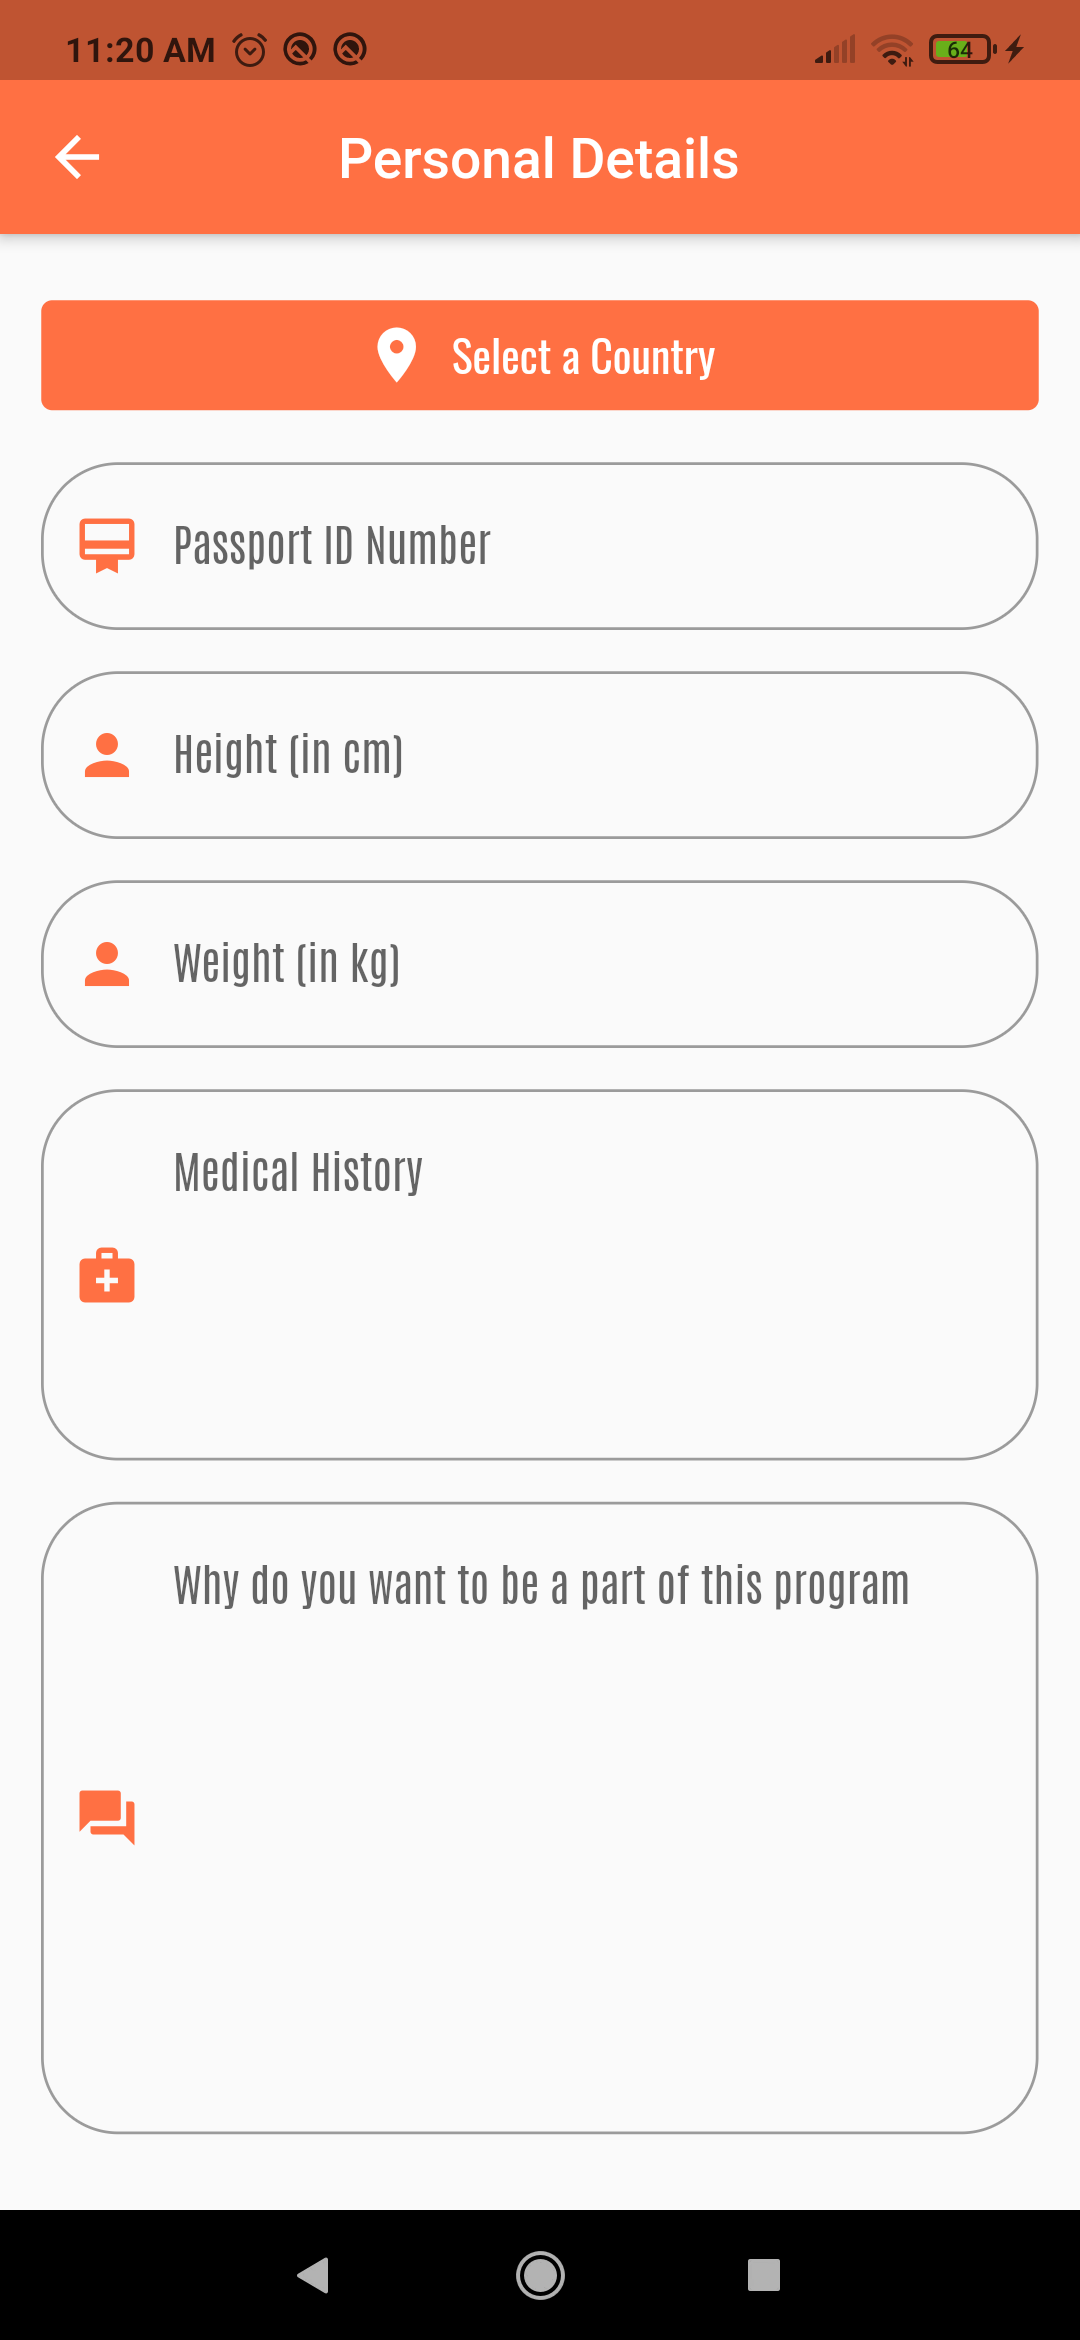 11:20 AM
64
Personal Details
Select a Country
Passport ID Number
Height (in cm)
Weight (in kg)
Medical History
Why do you want to be a part of this program